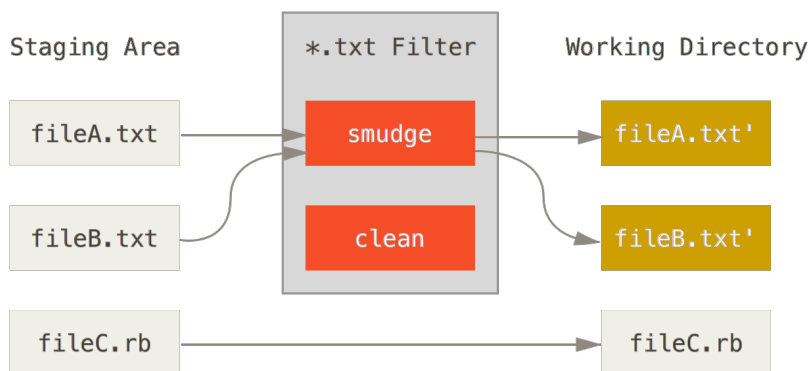 Staging Area
*.txt Filter
Working Directory
fileA.txt
smudge
fileA.txt'
fileB.txt
clean
fileB.txt'
fileC.rb
fileC.rb